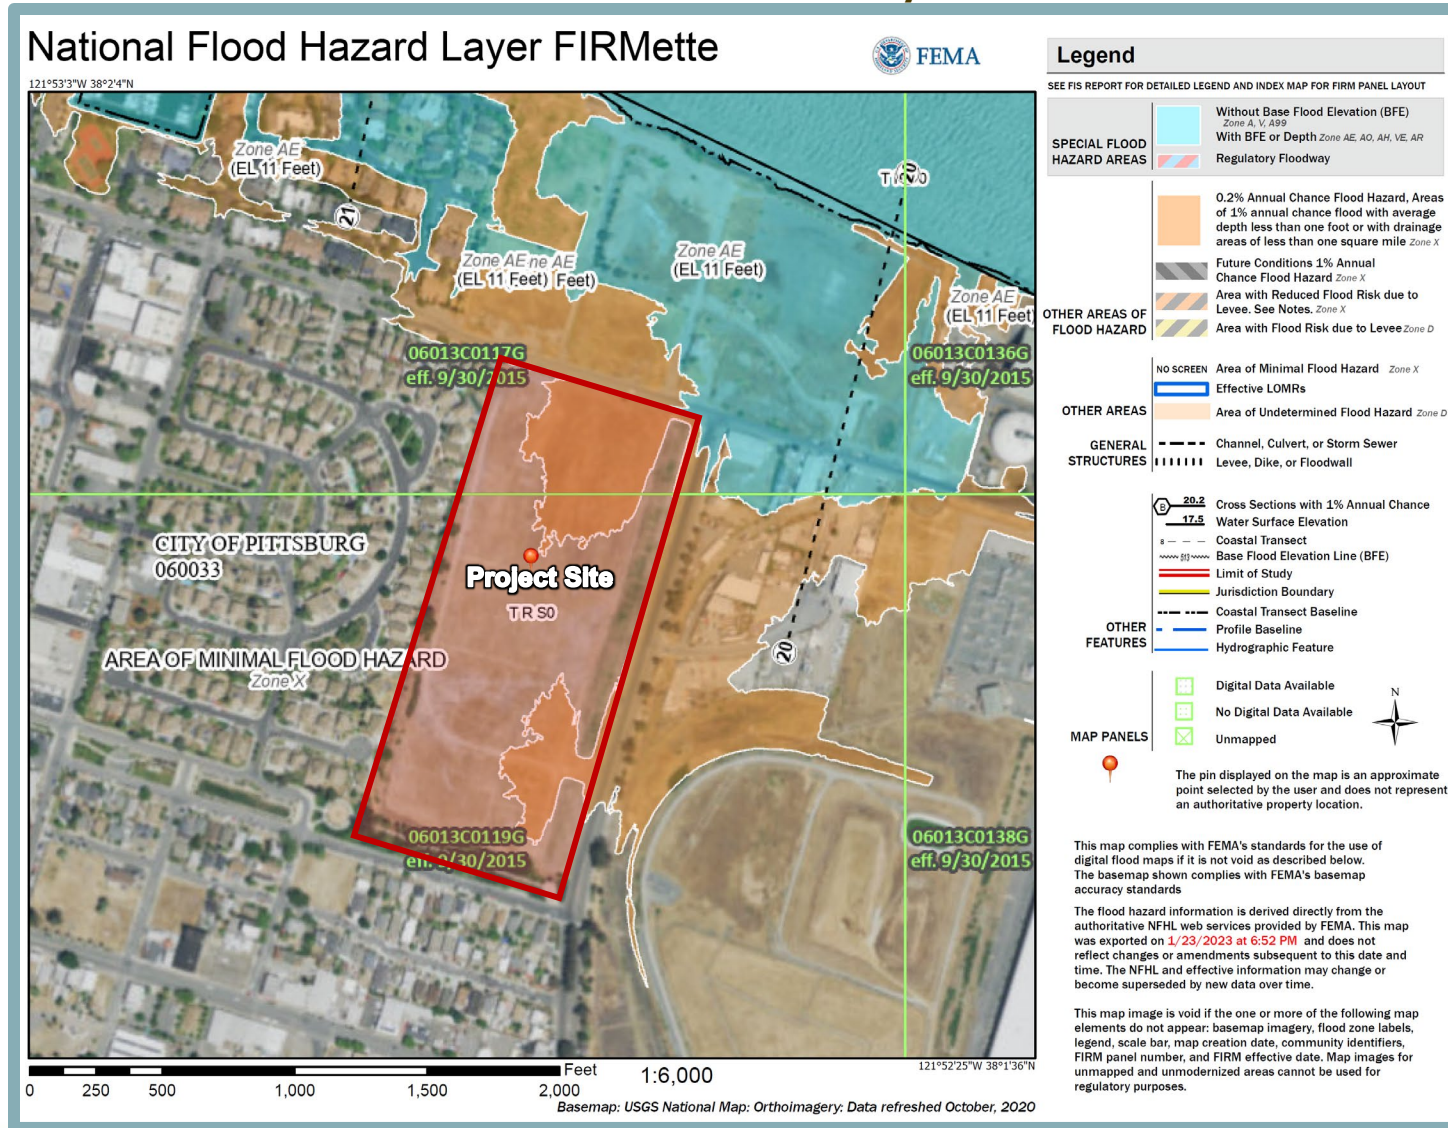 National Flood Hazard Layer FIRMette
FEMA
121°53'3"W 38°2'4"N
Zone AE
(EL 11 Feet)
21
Zone AE ne AE
(EL 11 Feet) Feet)
Zone AE
(EL 11 Feet)
20
Zone AE
(EL 11 Feet)
06013C0117G
eff. 9/30/2015
06013C0136G
eff. 9/30/2015
CITY OF PITTSBURG
060033
Project Site
T R S0
AREA OF MINIMAL FLOOD HAZARD
Zone X
20
06013C0119G
eff. 9/30/2015
06013C0138G
eff. 9/30/2015
121°52'25"W 38°1'36"N
Feet
1:6,000
0 250 500 1,000 1,500 2,000
Basemap: USGS National Map: Orthoimagery: Data refreshed October, 2020
Legend
SEE FIS REPORT FOR DETAILED LEGEND AND INDEX MAP FOR FIRM PANEL LAYOUT
SPECIAL FLOOD
HAZARD AREAS
Without Base Flood Elevation (BFE)
Zone A, V, A99
With BFE or Depth Zone AE, AO, AH, VE, AR
Regulatory Floodway
OTHER AREAS OF
FLOOD HAZARD
0.2% Annual Chance Flood Hazard, Areas
of 1% annual chance flood with average
depth less than one foot or with drainage
areas of less than one square mile Zone X
Future Conditions 1% Annual
Chance Flood Hazard Zone X
Area with Reduced Flood Risk due to
Levee. See Notes. Zone X
Area with Flood Risk due to Levee Zone D
OTHER AREAS
NO SCREEN Area of Minimal Flood Hazard Zone X
Effective LOMRs
Area of Undetermined Flood Hazard Zone D
GENERAL
STRUCTURES
Channel, Culvert, or Storm Sewer
Levee, Dike, or Floodwall
OTHER
FEATURES
B 20.2 Cross Sections with 1% Annual Chance
17.5 Water Surface Elevation
8 Coastal Transect
513 Base Flood Elevation Line (BFE)
Limit of Study
Jurisdiction Boundary
Coastal Transect Baseline
Profile Baseline
Hydrographic Feature
MAP PANELS
Digital Data Available
No Digital Data Available
Unmapped
N
The pin displayed on the map is an approximate
point selected by the user and does not represent
an authoritative property location.
This map complies with FEMA's standards for the use of
digital flood maps if it is not void as described below.
The basemap shown complies with FEMA's basemap
accuracy standards
The flood hazard information is derived directly from the
authoritative NFHL web services provided by FEMA. This map
was exported on 1/23/2023 at 6:52 PM and does not
reflect changes or amendments subsequent to this date and
time. The NFHL and effective information may change or
become superseded by new data over time.
This map image is void if the one or more of the following map
elements do not appear: basemap imagery, flood zone labels,
legend, scale bar, map creation date, community identifiers,
FIRM panel number, and FIRM effective date. Map images for
unmapped and unmodernized areas cannot be used for
regulatory purposes.